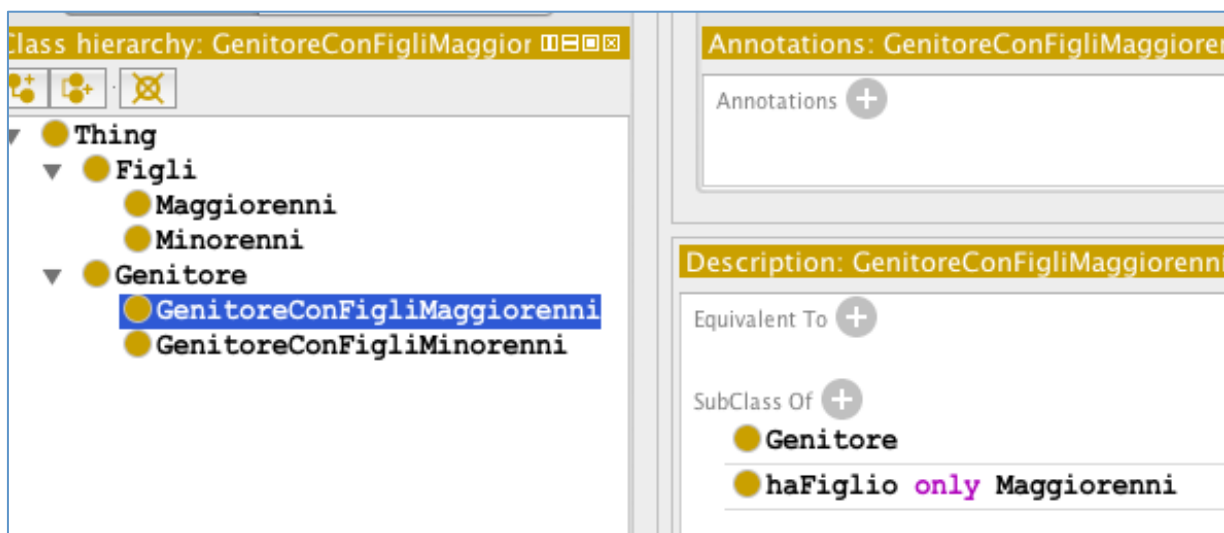 Class hierarchy: GenitoreConFigliMaggior
Thing
Figli
Maggiorenni
Minorenni
Genitore
GenitoreConFigliMaggiorenni
GenitoreConFigliMinorenni
Annotations: GenitoreConFigliMaggioren
Annotations
Description: GenitoreConFigliMaggiorenni
Equivalent To
SubClass Of
Genitore
haFiglio only Maggiorenni